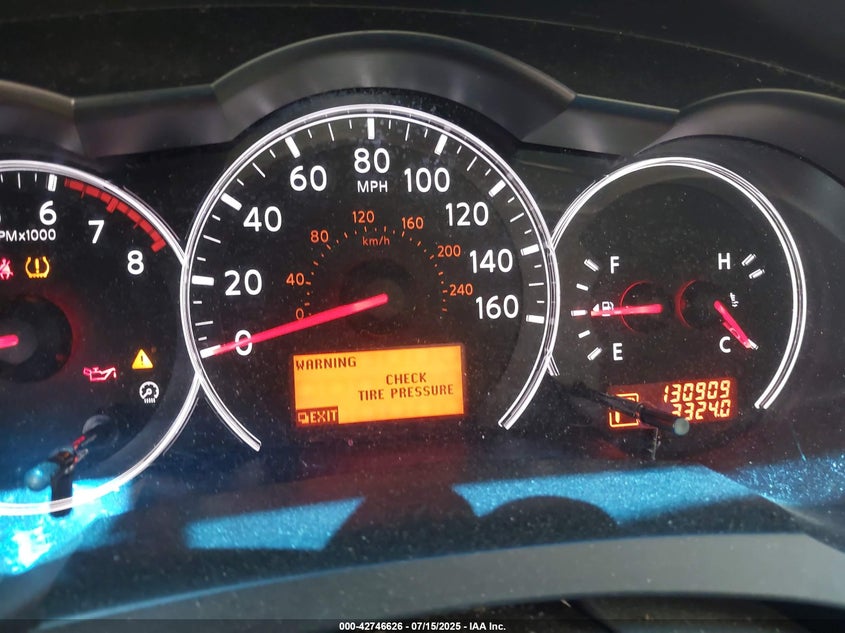 6
7
8
PMx1000
0
20
40
60
80
100
120
140
160
MPH
0
40
80
120
160
200
240
km/h
WARNING
CHECK
TIRE PRESSURE
EXIT
F
E
H
C
130909
3324.0
000-42746626 - 07/15/2025 - IAA Inc.